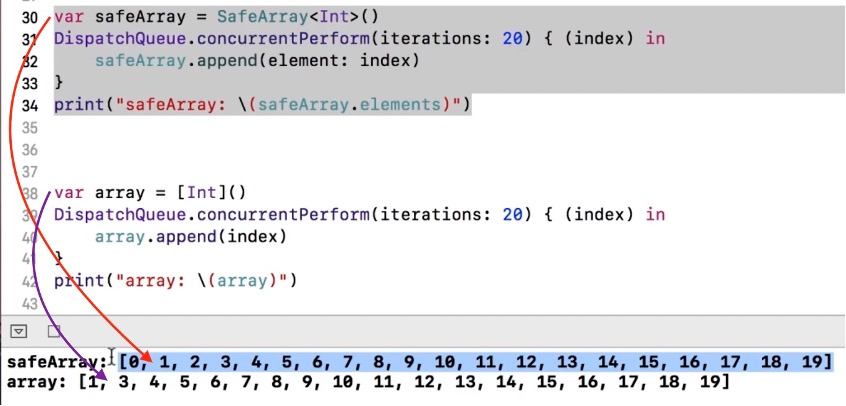 30 var safeArray = SafeArray<Int>()
31 DispatchQueue.concurrentPerform(iterations: 20) { (index) in
32     safeArray.append(element: index)
33 }
34 print("safeArray: \(safeArray.elements)")
35
36
37
38 var array = [Int]()
39 DispatchQueue.concurrentPerform(iterations: 20) { (index) in
40     array.append(index)
41 }
42 print("array: \(array)")
43
safeArray: [0, 1, 2, 3, 4, 5, 6, 7, 8, 9, 10, 11, 12, 13, 14, 15, 16, 17, 18, 19]
array: [1, 3, 4, 5, 6, 7, 8, 9, 10, 11, 12, 13, 14, 15, 16, 17, 18, 19]